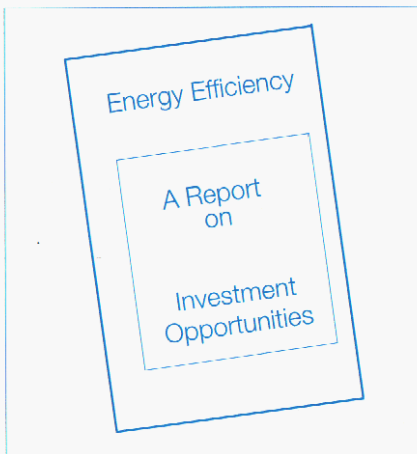 Energy Efficiency
A Report
on
Investment
Opportunities